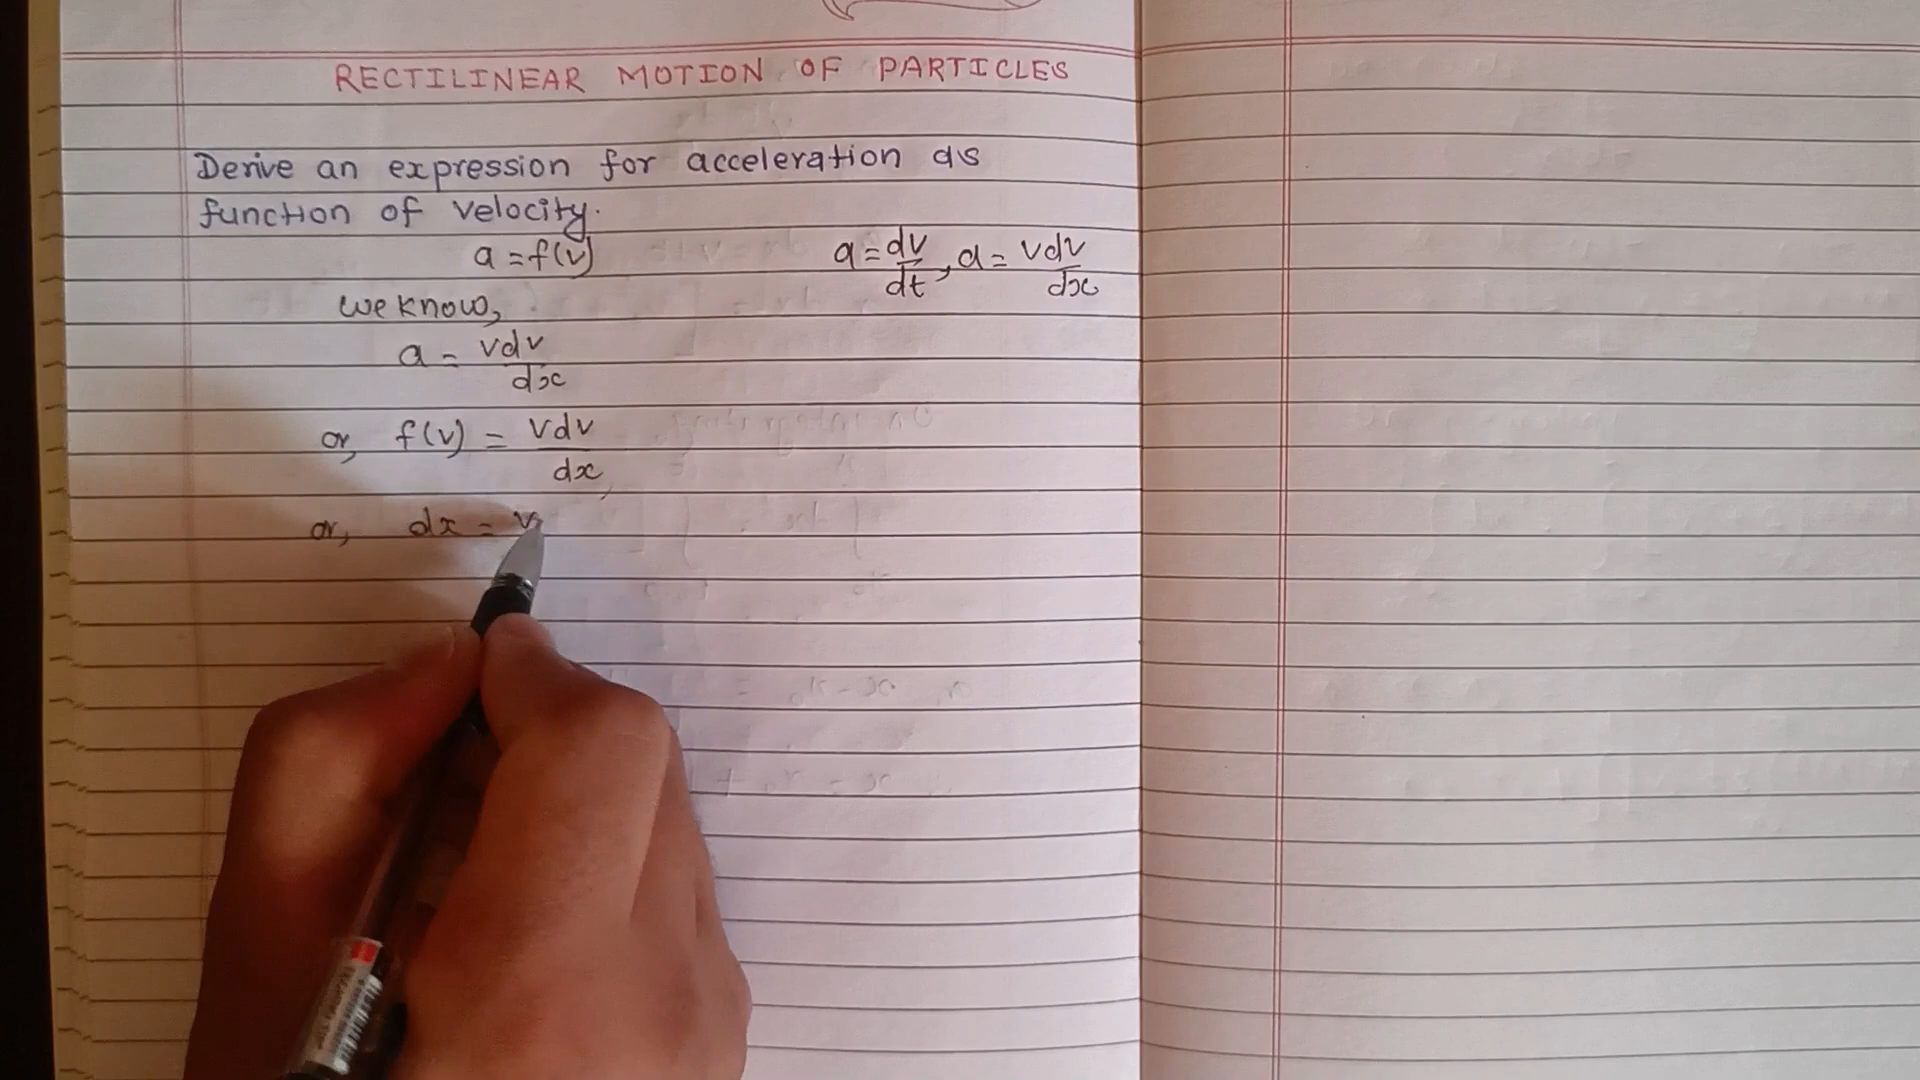 RECTILINEAR MOTION OF PARTICLES
Derive an expression for acceleration as
function of velocity.
a = f(v)
a = dv/dt, a = vdv/dx
we know,
a = vdv/dx
or, f(v) = vdv/dx
or, dx = v